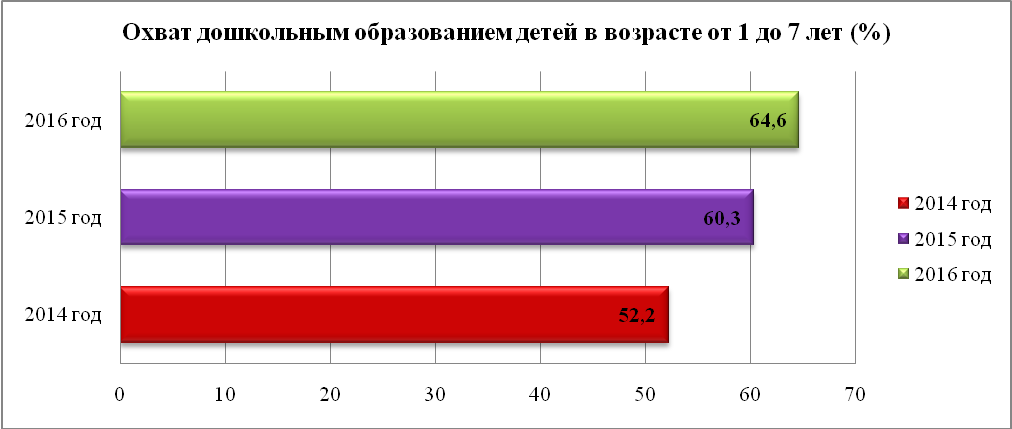 Охват дошкольным образованием детей в возрасте от 1 до 7 лет (%)
2016 год
64,6
2015 год
60,3
2014 год
52,2
0 10 20 30 40 50 60 70
2014 год
2015 год
2016 год